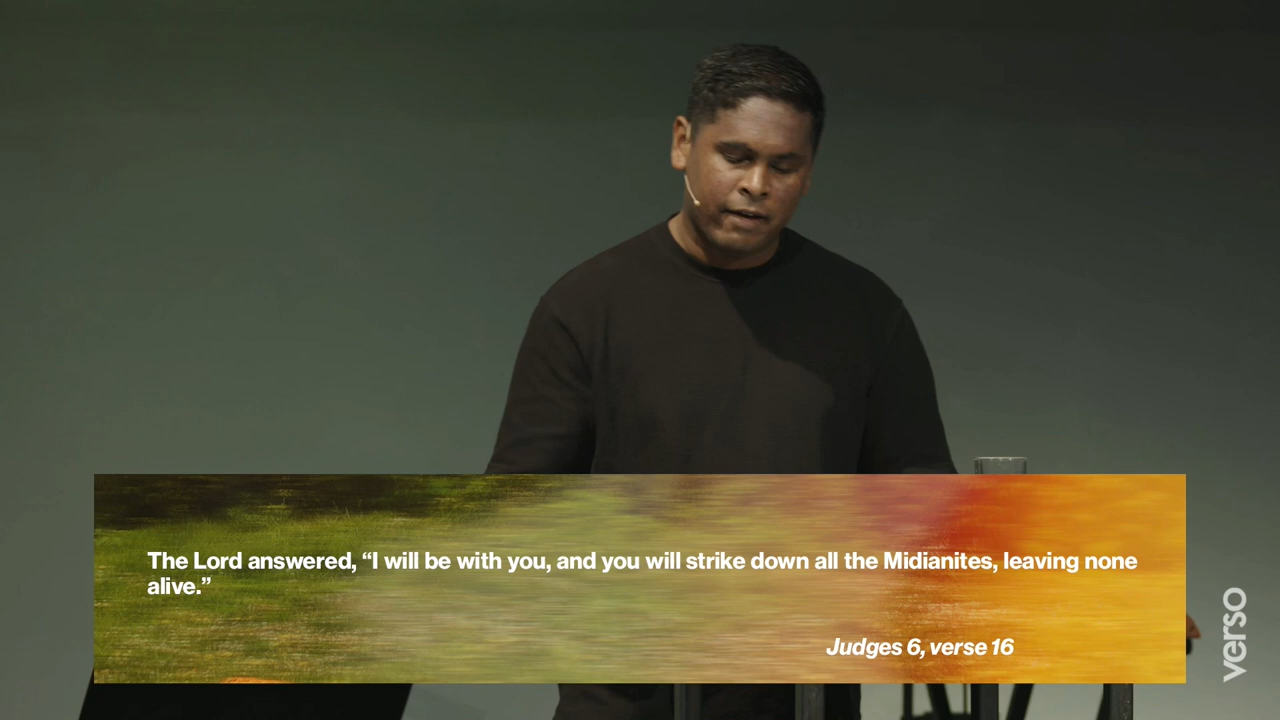 The Lord answered, “I will be with you, and you will strike down all the Midianites, leaving none
alive.”
Judges 6, verse 16
verso